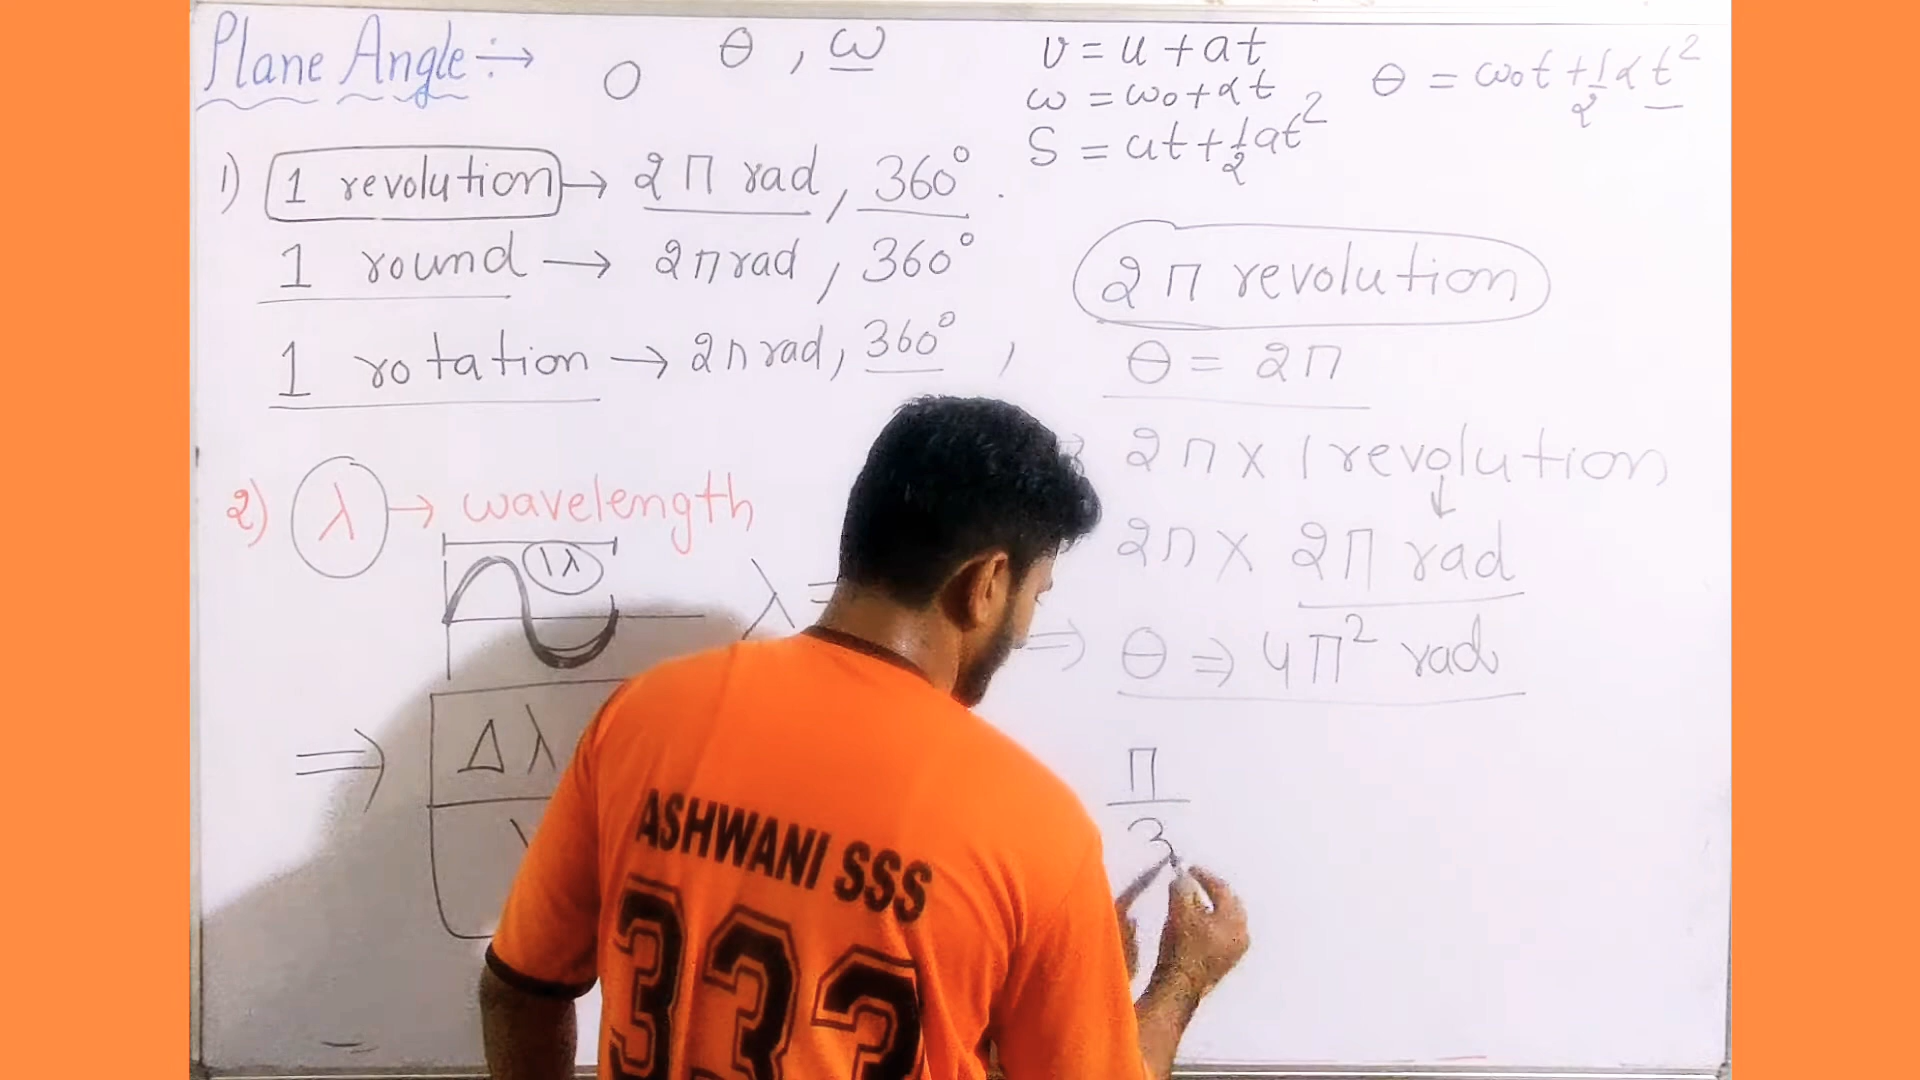 Plane Angle :→ O θ , ω
v = u + at
ω = ω₀ + αt
S = ut + 1/2 at²
θ = ω₀t + 1/2 αt²
1) 1 revolution → 2π rad, 360° .
1 round → 2π rad, 360°
1 rotation → 2π rad, 360° ,
2) λ → wavelength
1λ
λ =
⇒ Δλ
2π revolution
θ = 2π
2π × 1 revolution
↓
2π × 2π rad
⇒ θ ⇒ 4π² rad
π/3
ASHWANI SSS
333